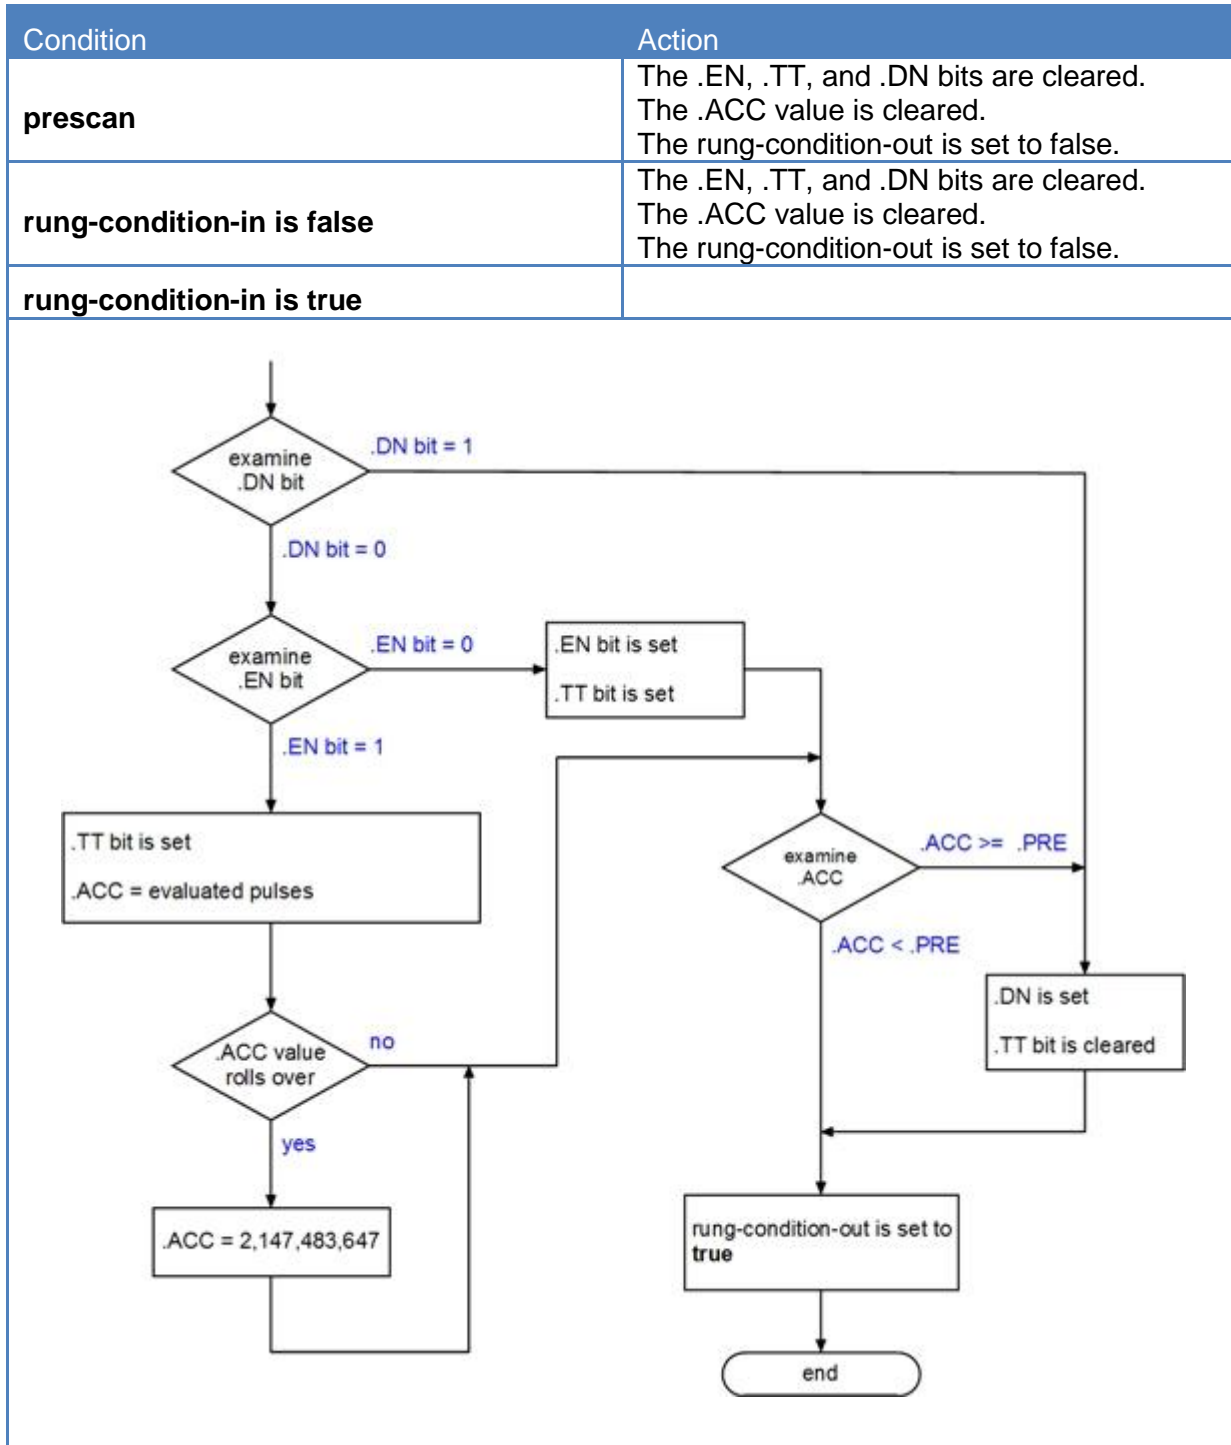 Condition Action
prescan
The .EN, .TT, and .DN bits are cleared.
The .ACC value is cleared.
The rung-condition-out is set to false.
rung-condition-in is false
The .EN, .TT, and .DN bits are cleared.
The .ACC value is cleared.
The rung-condition-out is set to false.
rung-condition-in is true
examine
.DN bit
.DN bit = 1
.DN bit = 0
examine
.EN bit
.EN bit = 0
.EN bit is set
.TT bit is set
.EN bit = 1
.TT bit is set
.ACC = evaluated pulses
examine
.ACC
.ACC >= .PRE
.ACC < .PRE
.DN is set
.TT bit is cleared
.ACC value
rolls over
no
yes
.ACC = 2,147,483,647
rung-condition-out is set to
true
end